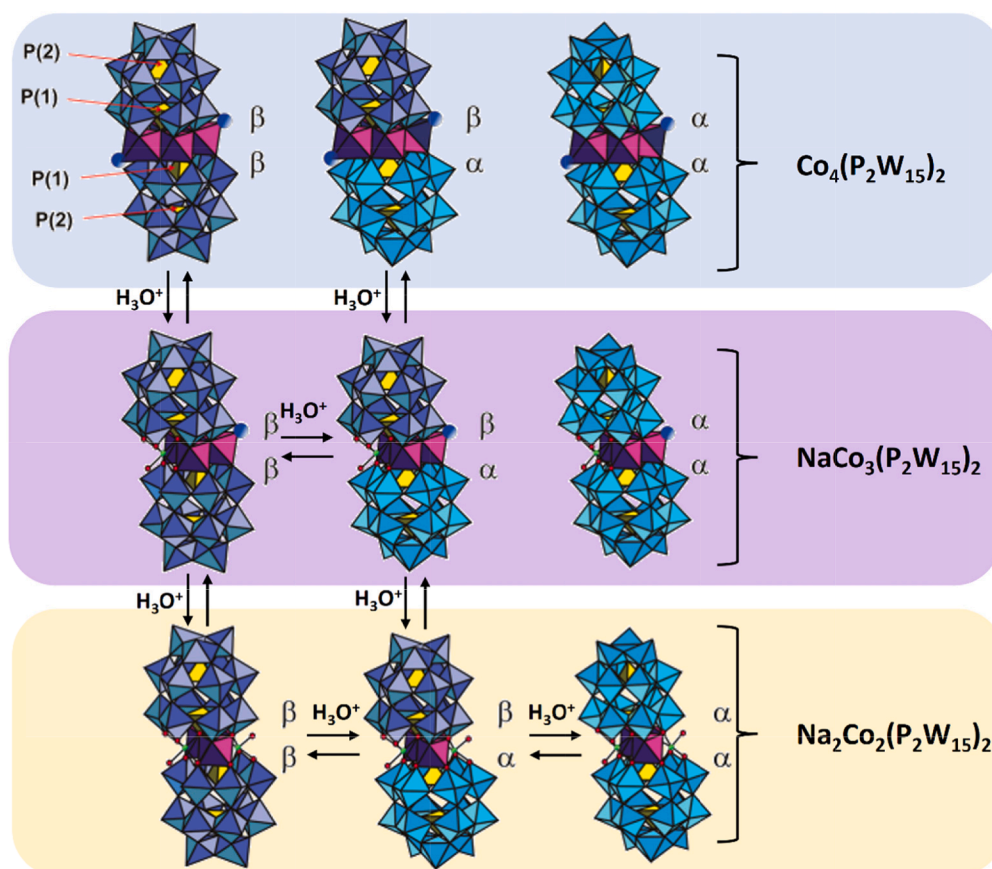 P(2)
P(1)
β
β
β
α
α
α
Co₄(P₂W₁₅)₂
P(1)
P(2)
H₃O⁺
H₃O⁺
β
H₃O⁺
β
β
α
α
α
NaCo₃(P₂W₁₅)₂
H₃O⁺
H₃O⁺
β
H₃O⁺
β
β
H₃O⁺
α
α
α
Na₂Co₂(P₂W₁₅)₂